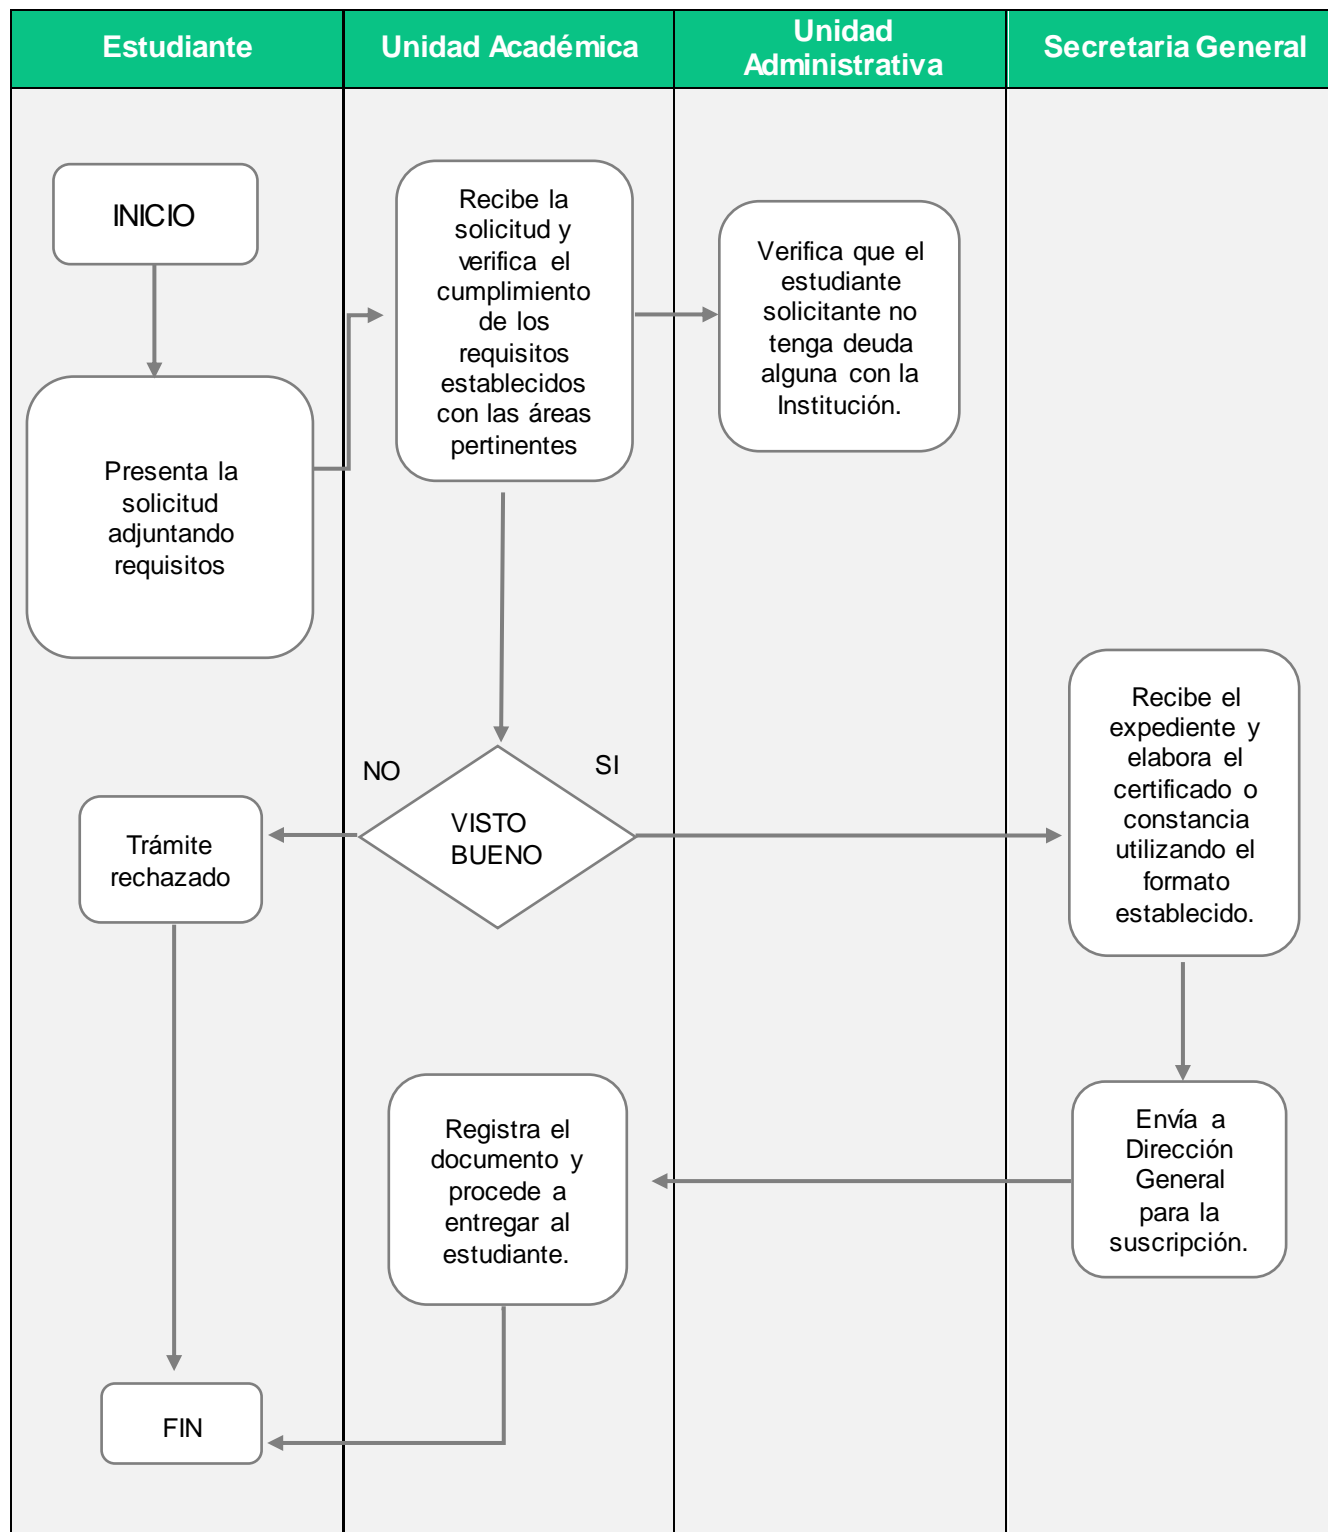 Estudiante
Unidad Académica
Unidad
Administrativa
Secretaria General
INICIO
Recibe la
solicitud y
verifica el
cumplimiento
de los
requisitos
establecidos
con las áreas
pertinentes
Verifica que el
estudiante
solicitante no
tenga deuda
alguna con la
Institución.
Presenta la
solicitud
adjuntando
requisitos
Recibe el
expediente y
elabora el
certificado o
constancia
utilizando el
formato
establecido.
NO
SI
VISTO
BUENO
Trámite
rechazado
Registra el
documento y
procede a
entregar al
estudiante.
Envía a
Dirección
General
para la
suscripción.
FIN